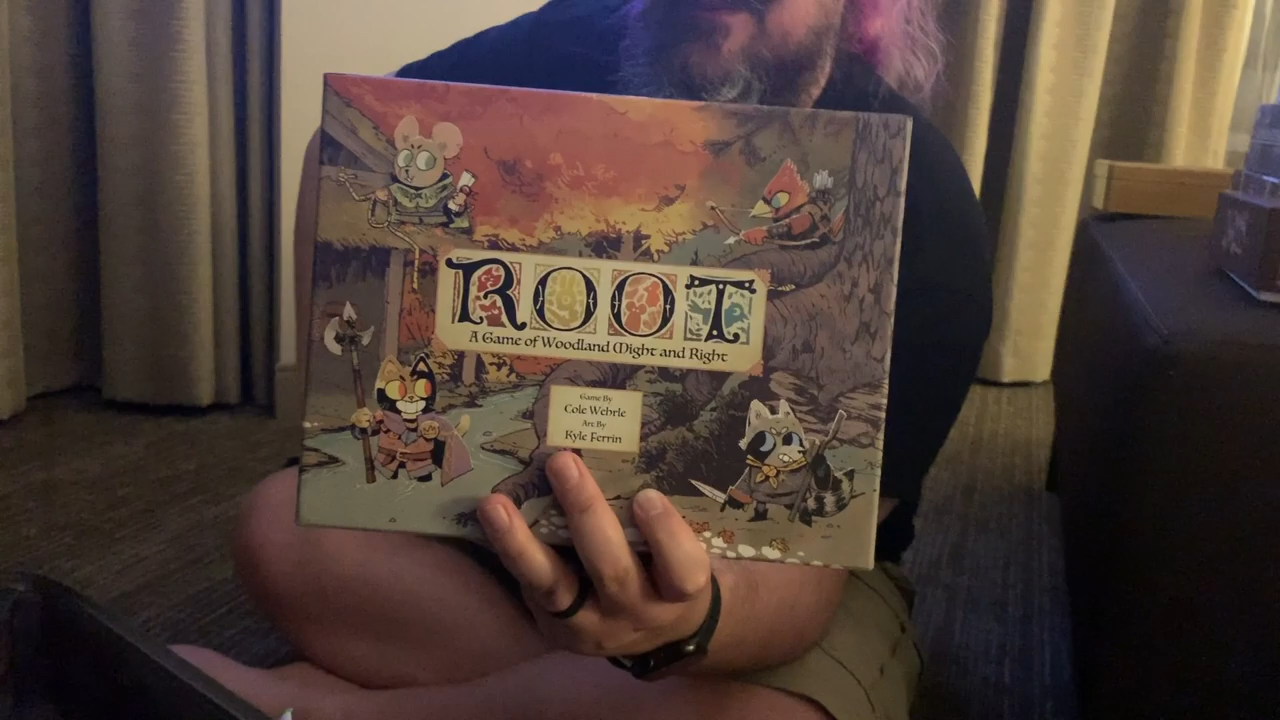 ROOT
A Game of Woodland Might and Right
Game By
Cole Wehrle
Art By
Kyle Ferrin